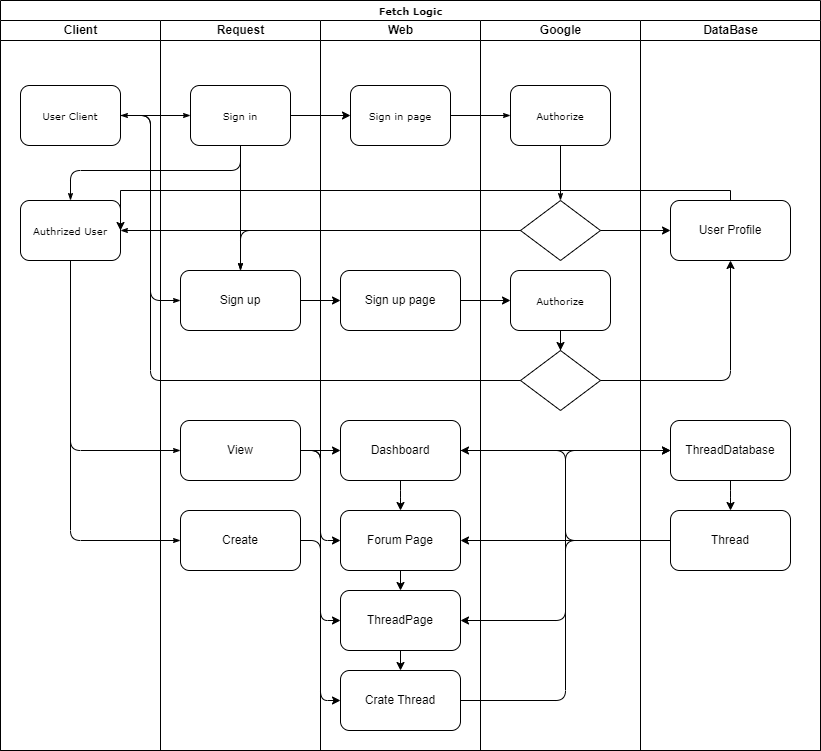 Fetch Logic
Client
Request
Web
Google
DataBase
User Client
Sign in
Sign in page
Authorize
Authrized User
User Profile
Sign up
Sign up page
Authorize
View
Dashboard
ThreadDatabase
Create
Forum Page
Thread
ThreadPage
Crate Thread